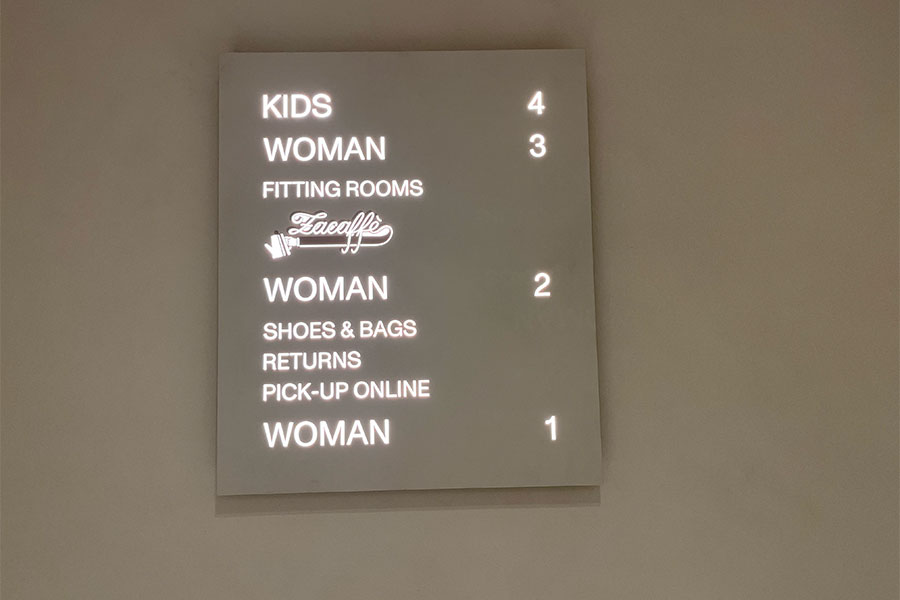 KIDS 4
WOMAN 3
FITTING ROOMS
Zacaffè
WOMAN 2
SHOES & BAGS
RETURNS
PICK-UP ONLINE
WOMAN 1